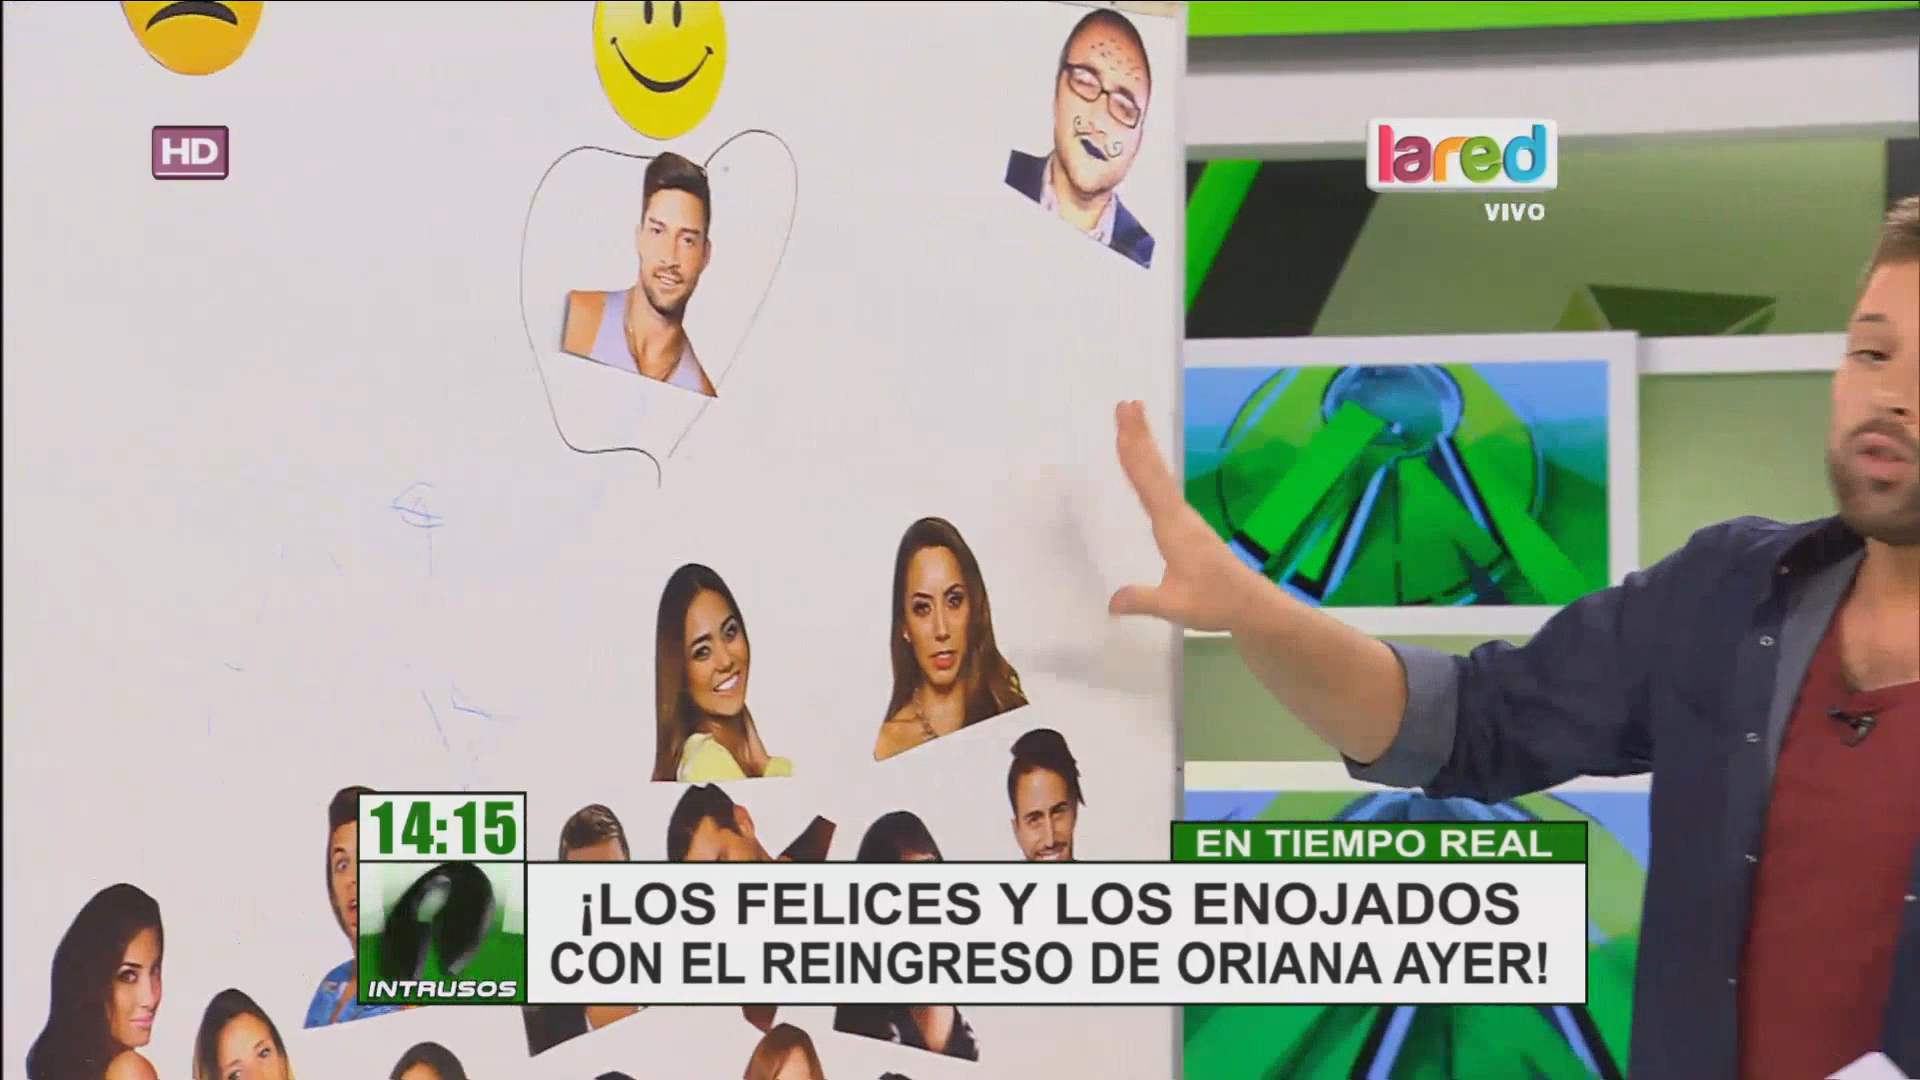 HD
lared
VIVO
14:15
EN TIEMPO REAL
¡LOS FELICES Y LOS ENOJADOS
CON EL REINGRESO DE ORIANA AYER!
INTRUSOS